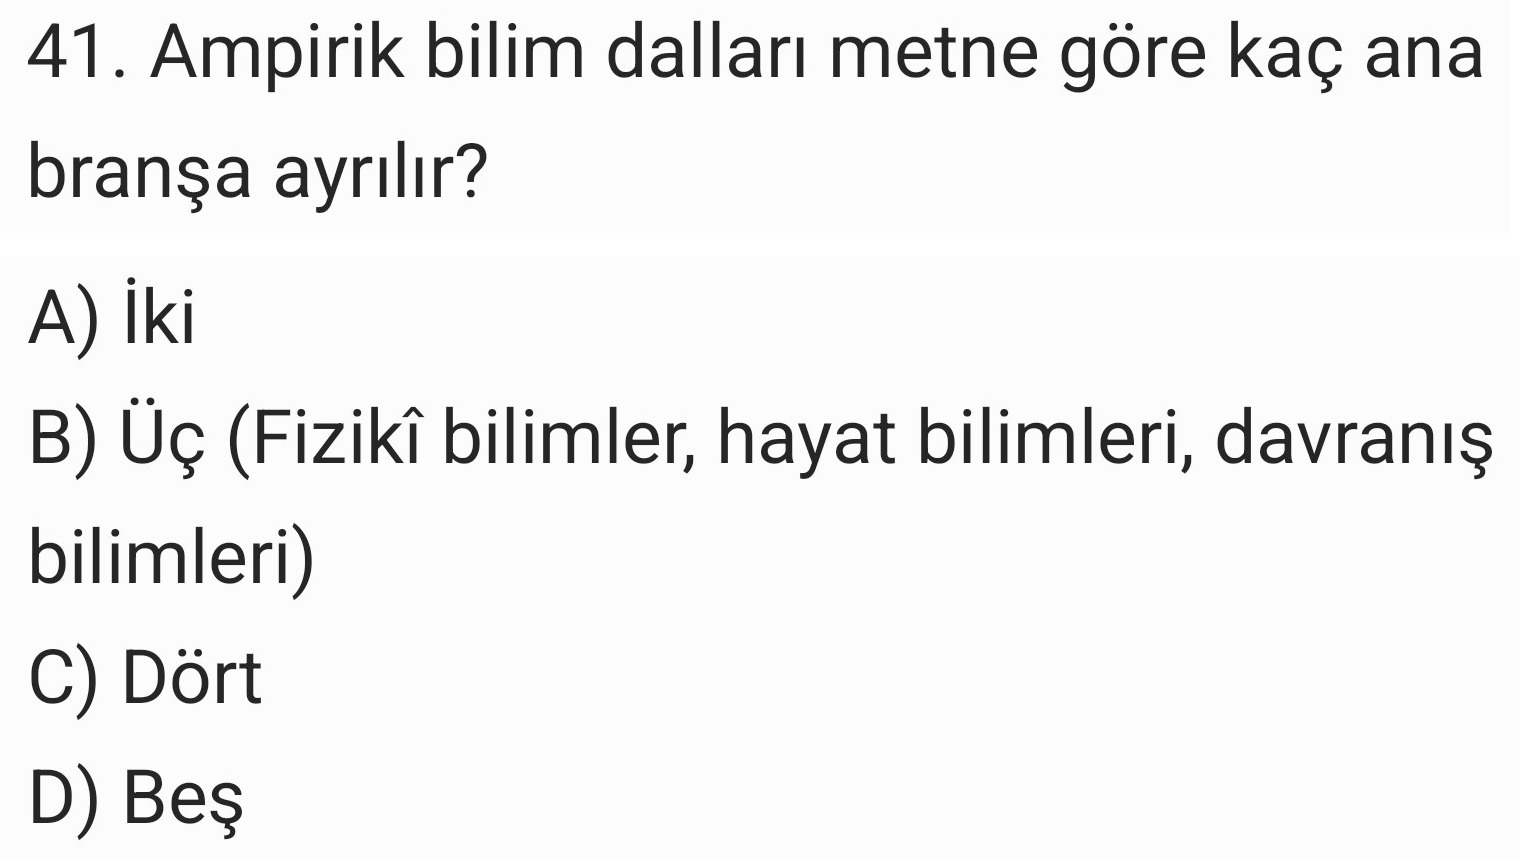 41. Ampirik bilim dalları metne göre kaç ana
branşa ayrılır?
A) İki
B) Üç (Fizikî bilimler, hayat bilimleri, davranış
bilimleri)
C) Dört
D) Beş